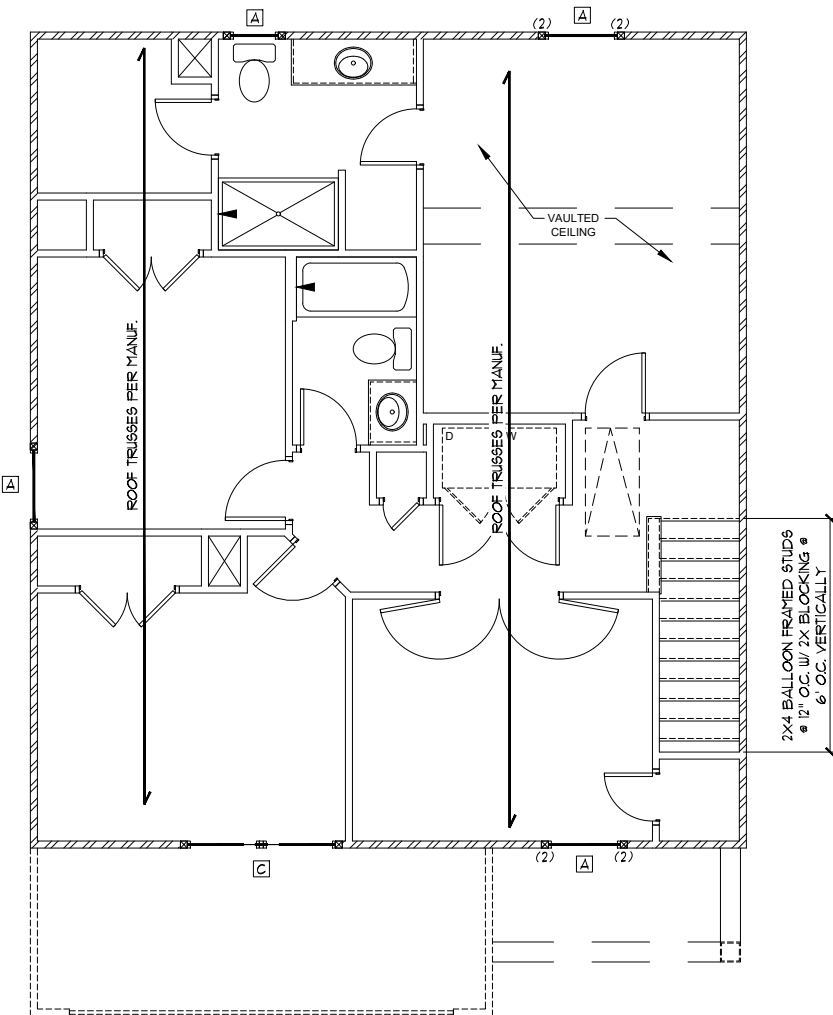 A
(2)
A
(2)
VAULTED
CEILING
ROOF TRUSSES PER MANUF.
ROOF TRUSSES PER MANUF.
D
W
A
2X4 BALLOON FRAMED STUDS
@ 12" O.C. W/ 2X BLOCKING @
6' O.C. VERTICALLY
C
(2)
A
(2)